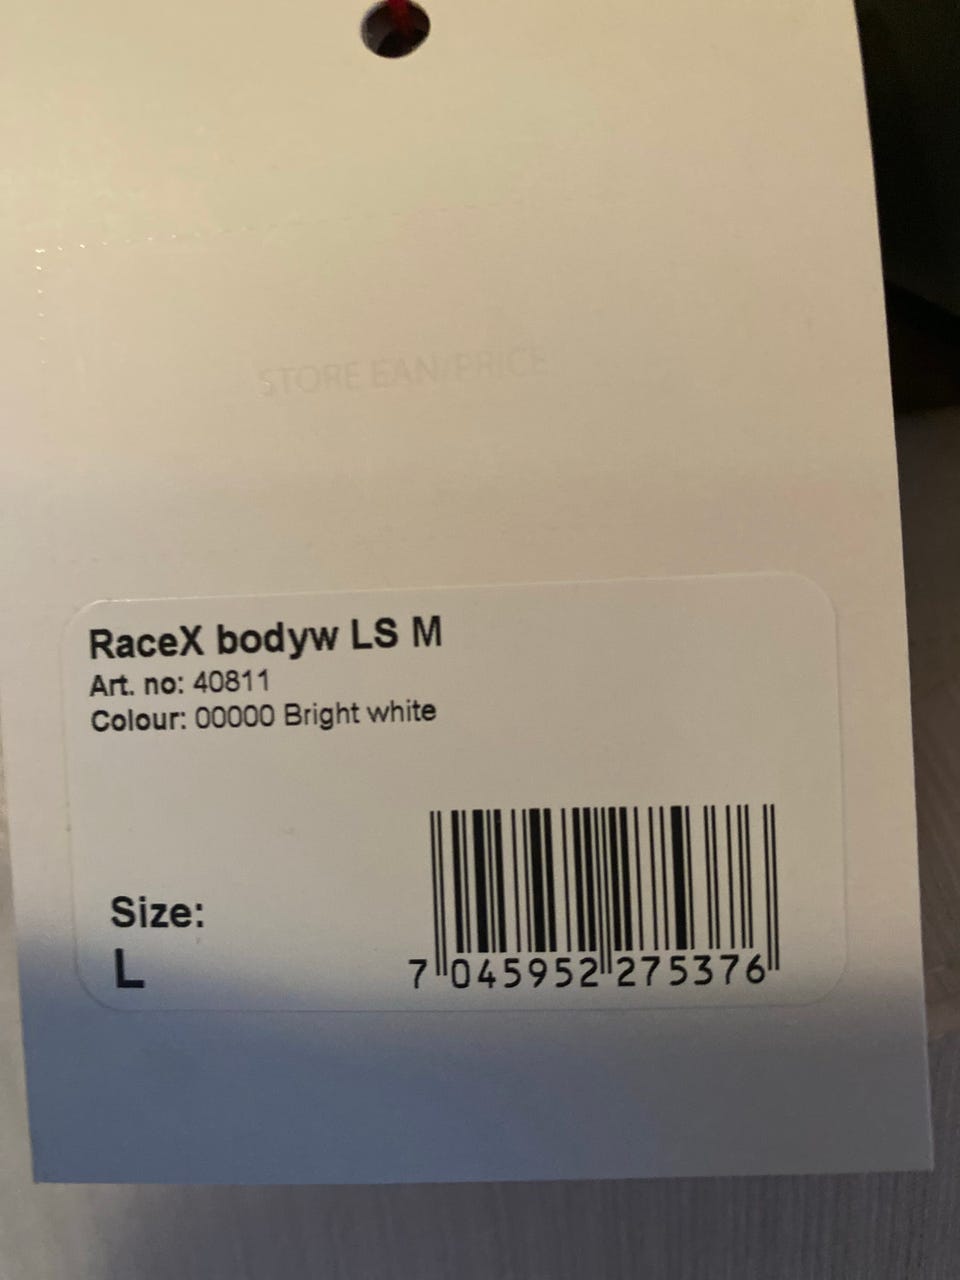 STORE EAN/PRICE
RaceX bodyw LS M
Art. no: 40811
Colour: 00000 Bright white
Size:
L
7 045952 275376